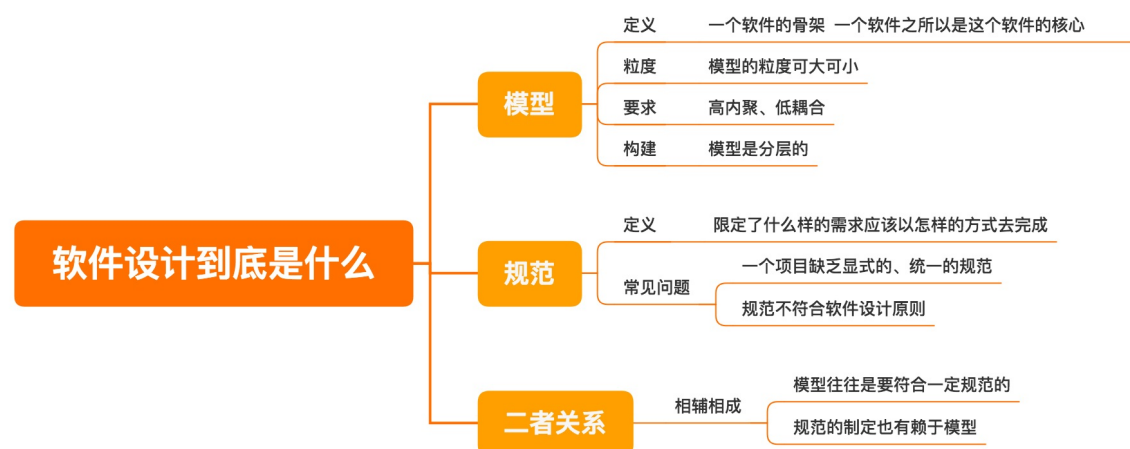 软件设计到底是什么
模型
定义 一个软件的骨架 一个软件之所以是这个软件的核心
粒度 模型的粒度可大可小
要求 高内聚、低耦合
构建 模型是分层的
规范
定义 限定了什么样的需求应该以怎样的方式去完成
常见问题
一个项目缺乏显式的、统一的规范
规范不符合软件设计原则
二者关系
相辅相成
模型往往是要符合一定规范的
规范的制定也有赖于模型